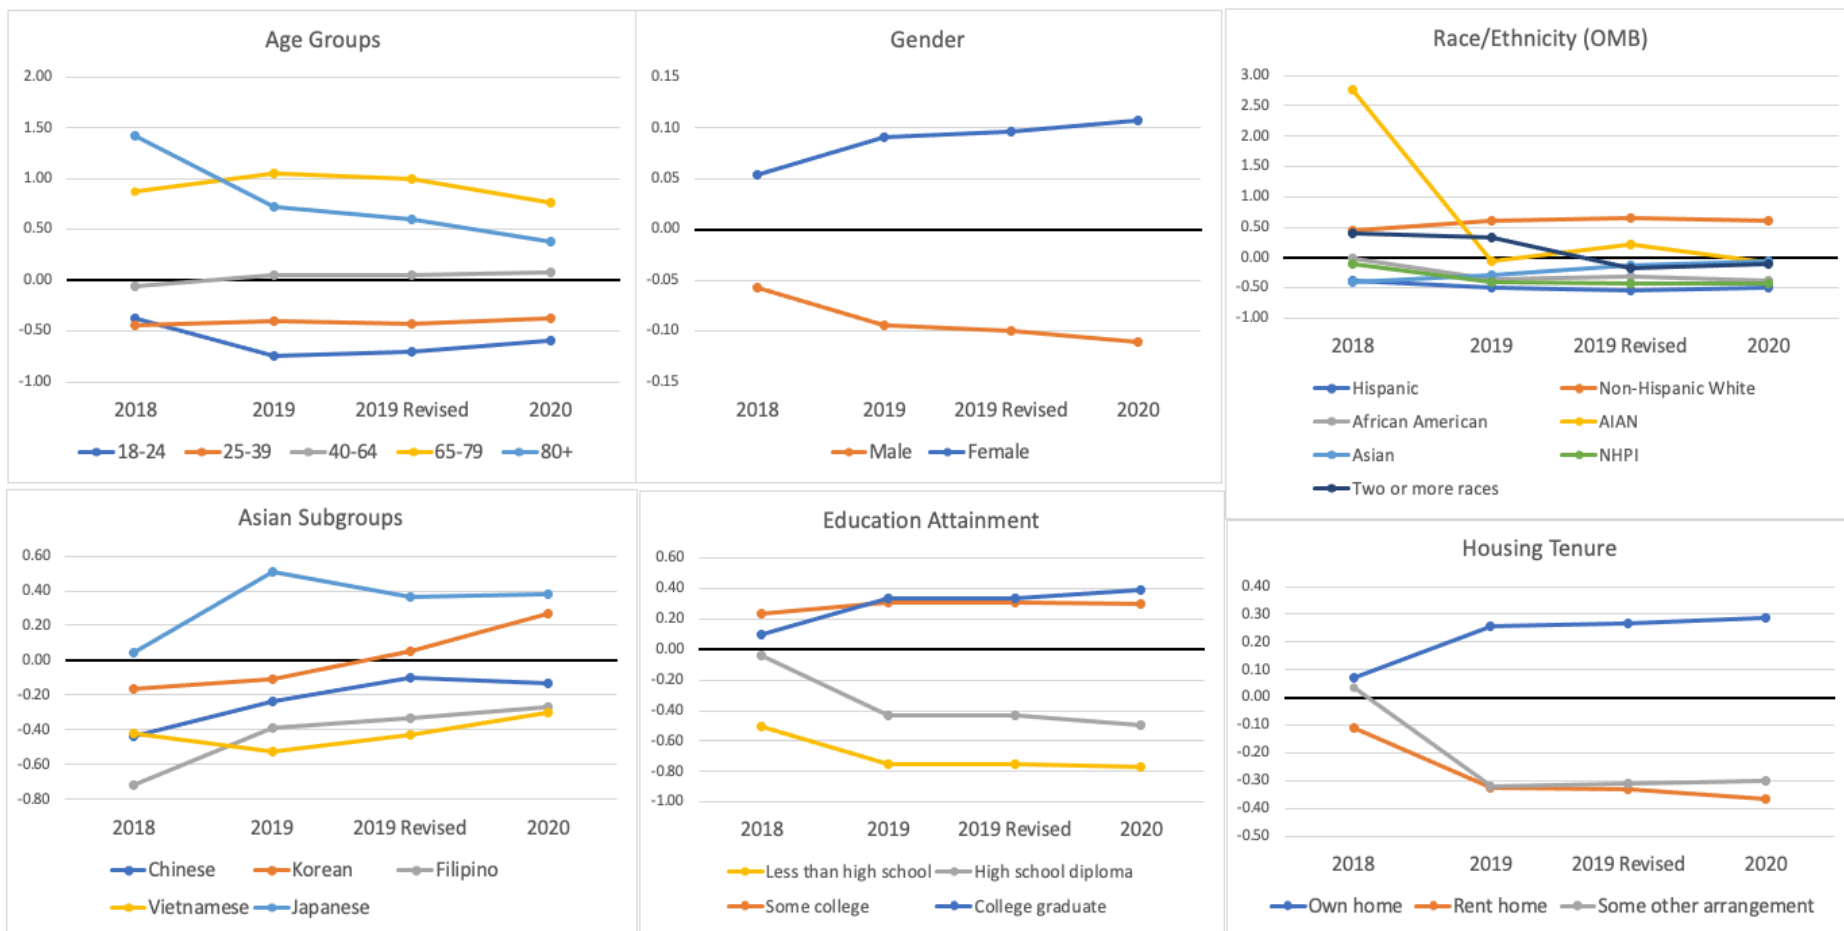 Age Groups
2.00
1.50
1.00
0.50
0.00
-0.50
-1.00
2018 2019 2019 Revised 2020
18-24 25-39 40-64 65-79 80+
Gender
0.15
0.10
0.05
0.00
-0.05
-0.10
-0.15
2018 2019 2019 Revised 2020
Male Female
Race/Ethnicity (OMB)
3.00
2.50
2.00
1.50
1.00
0.50
0.00
-0.50
-1.00
2018 2019 2019 Revised 2020
Hispanic Non-Hispanic White
African American AIAN
Asian NHPI
Two or more races
Asian Subgroups
0.60
0.40
0.20
0.00
-0.20
-0.40
-0.60
-0.80
2018 2019 2019 Revised 2020
Chinese Korean Filipino
Vietnamese Japanese
Education Attainment
0.60
0.40
0.20
0.00
-0.20
-0.40
-0.60
-0.80
-1.00
2018 2019 2019 Revised 2020
Less than high school High school diploma
Some college College graduate
Housing Tenure
0.40
0.30
0.20
0.10
0.00
-0.10
-0.20
-0.30
-0.40
-0.50
2018 2019 2019 Revised 2020
Own home Rent home Some other arrangement